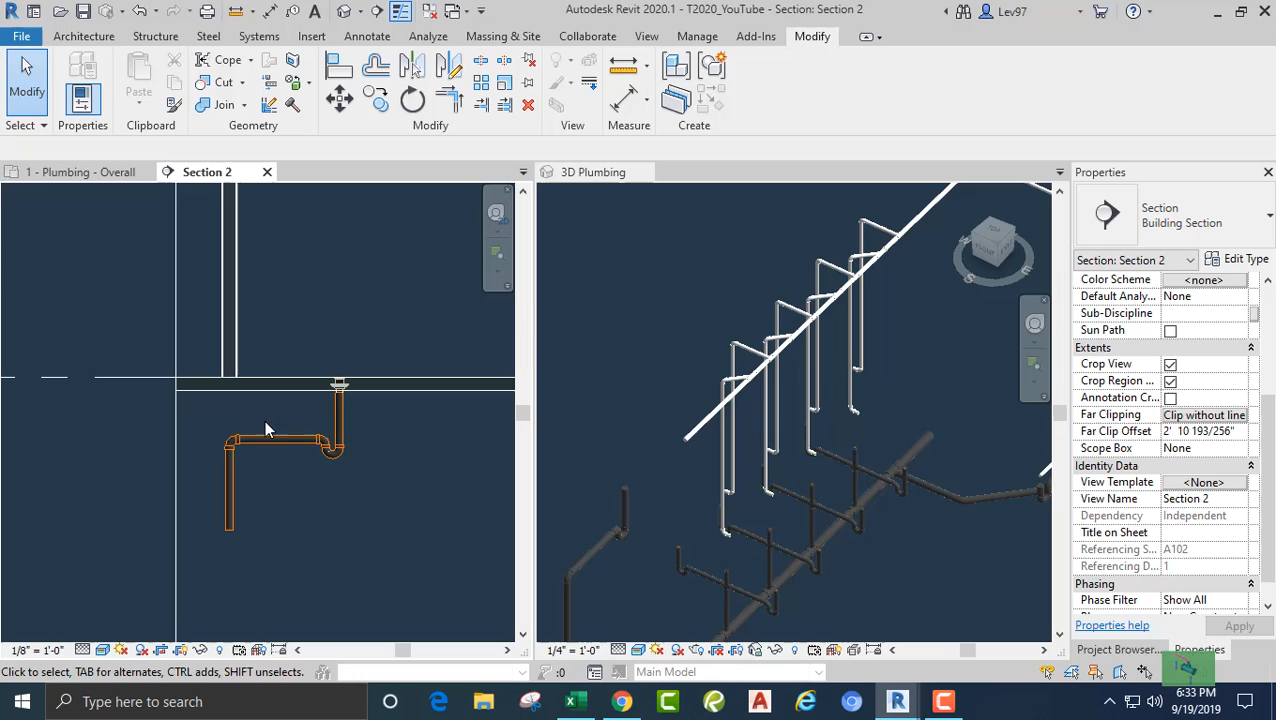 Autodesk Revit 2020.1 - T2020_YouTube - Section: Section 2
Lev97
File
Architecture
Structure
Steel
Systems
Insert
Annotate
Analyze
Massing & Site
Collaborate
View
Manage
Add-Ins
Modify
Modify
Select
Properties
Paste
Clipboard
Cope
Cut
Join
Geometry
Modify
View
Measure
Create
1 - Plumbing - Overall
Section 2
3D Plumbing
Properties
Section
Building Section
Section: Section 2
Edit Type
Color Scheme <none>
Default Analy... None
Sub-Discipline
Sun Path
Extents
Crop View
Crop Region ...
Annotation Cr...
Far Clipping Clip without line
Far Clip Offset 2' 10 193/256"
Scope Box None
Identity Data
View Template <None>
View Name Section 2
Dependency Independent
Title on Sheet
Referencing S... A102
Referencing D... 1
Phasing
Phase Filter Show All
Properties help
Apply
1/8" = 1'-0"
1/4" = 1'-0"
Project Browser...
Properties
Click to select, TAB for alternates, CTRL adds, SHIFT unselects.
:0
Main Model
Type here to search
6:33 PM
9/19/2019